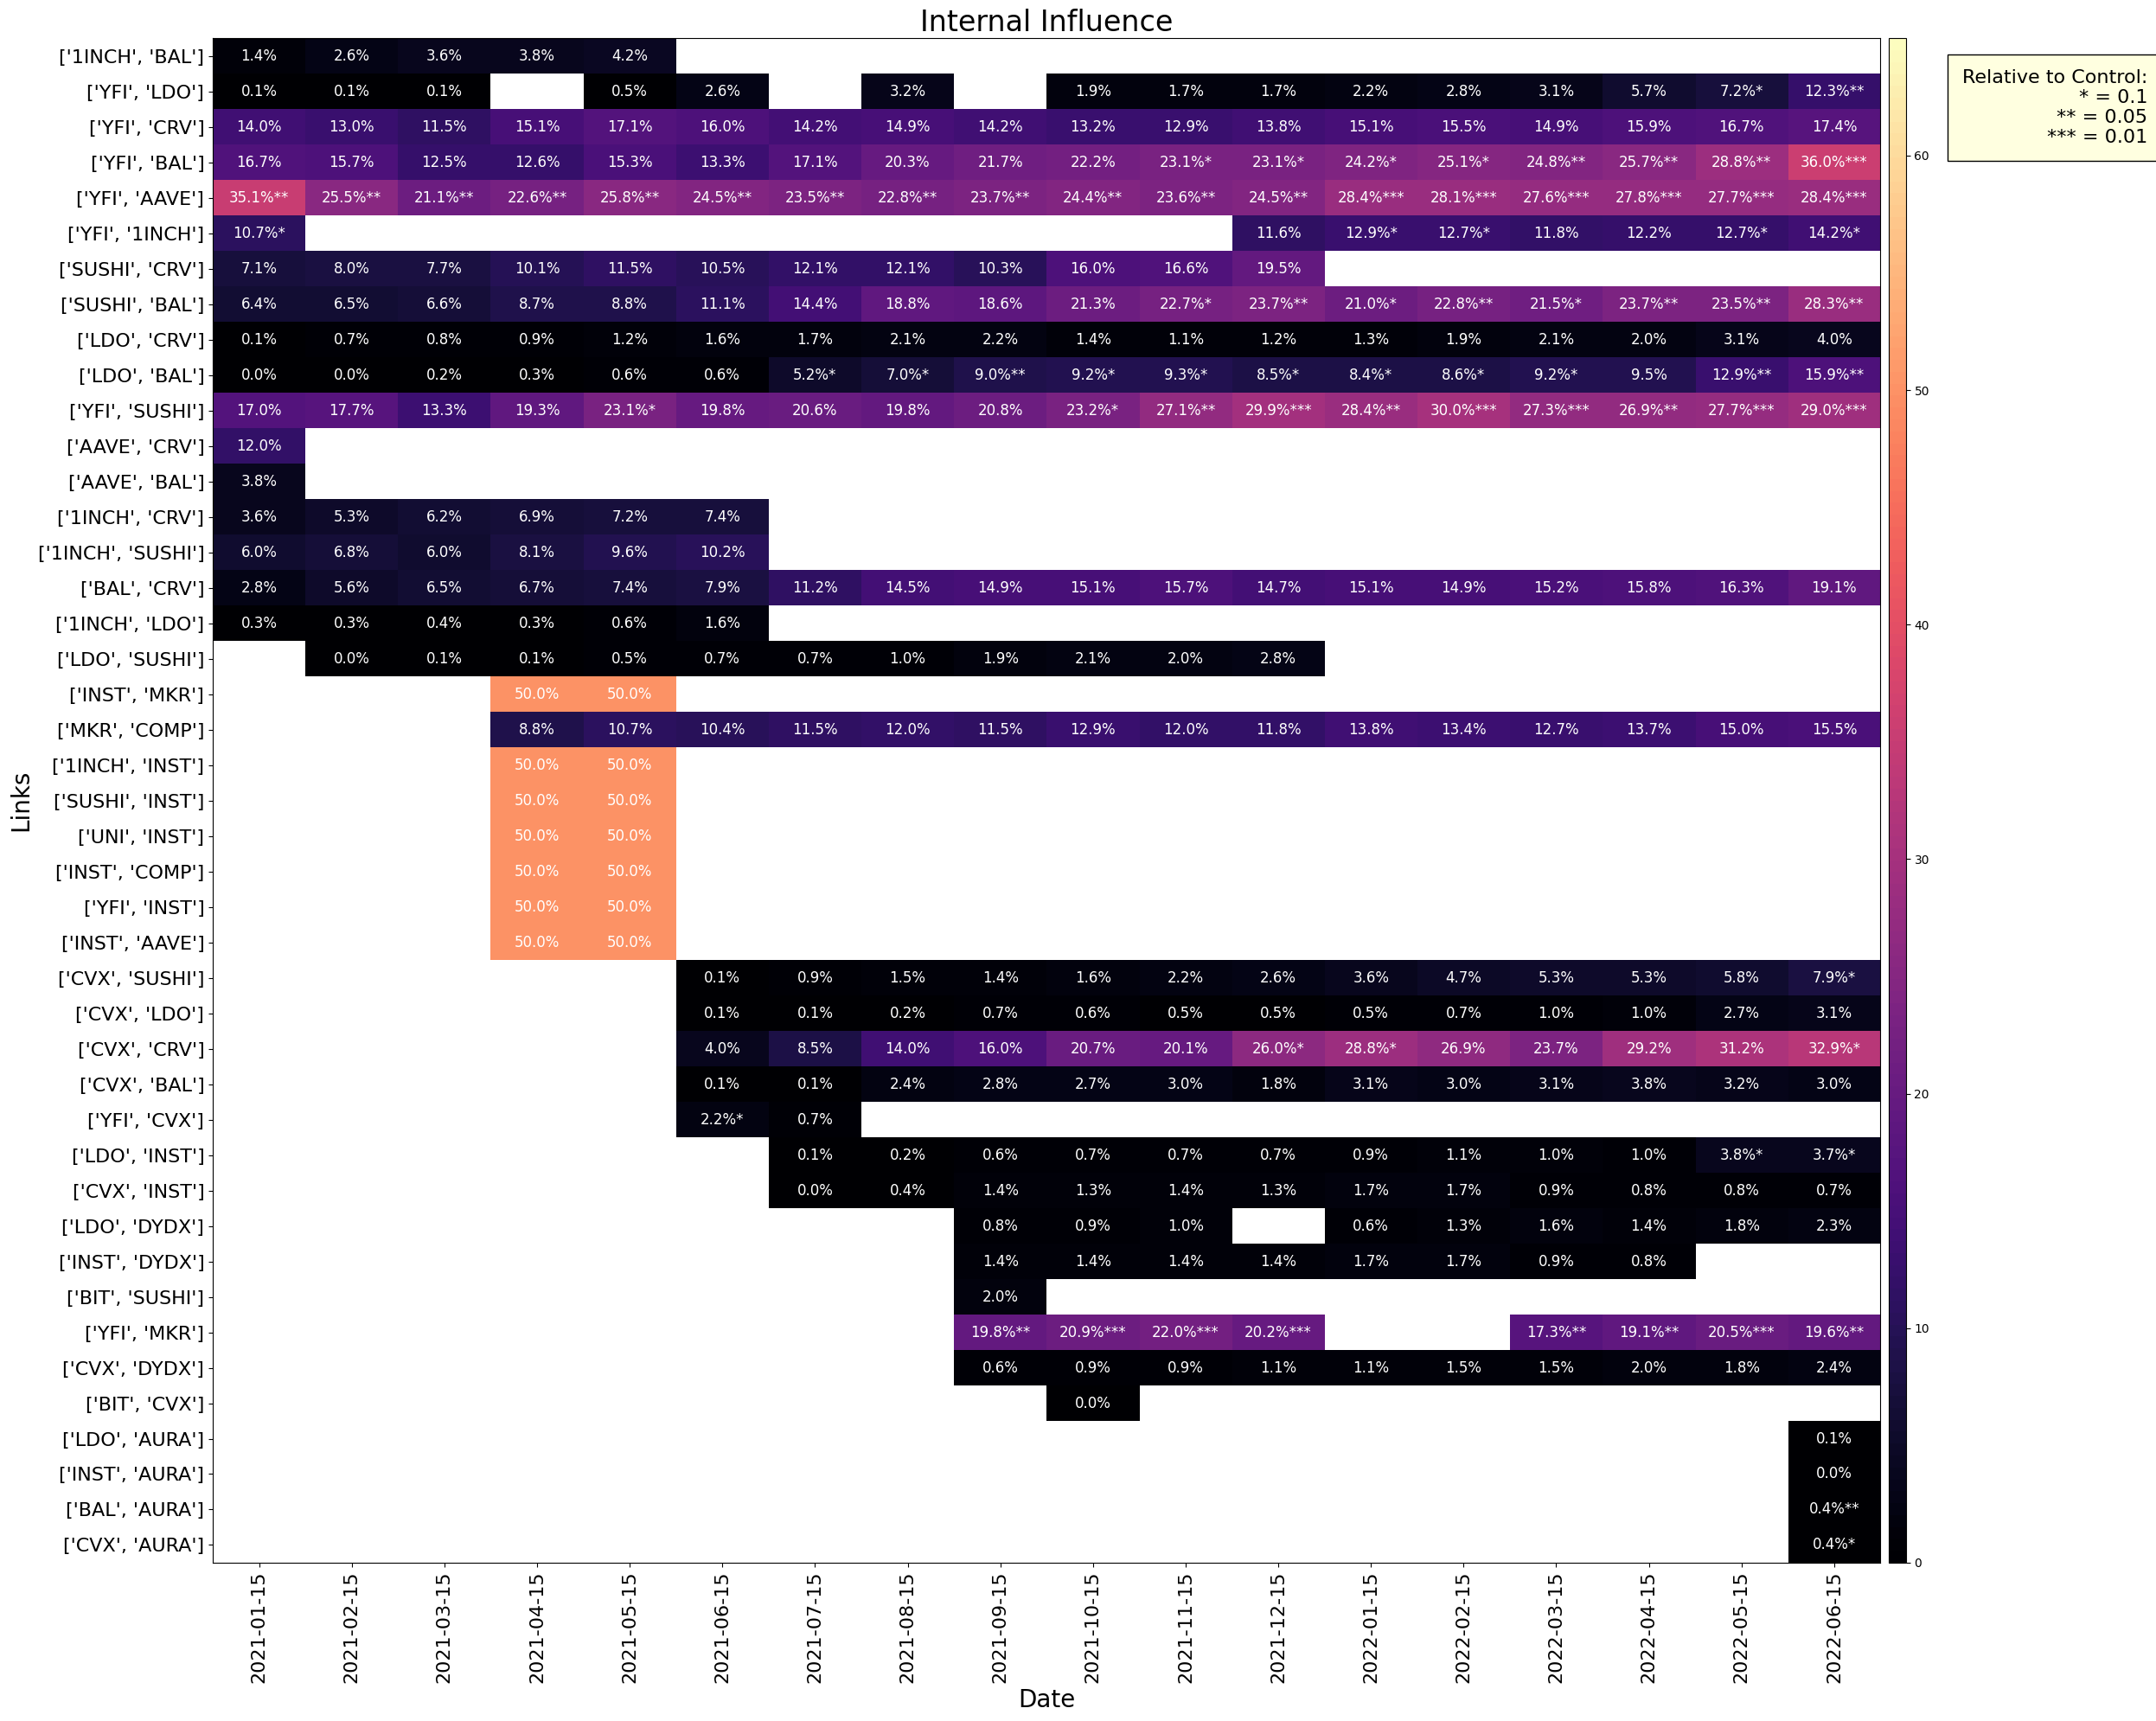 Internal Influence
Relative to Control:
* = 0.1
** = 0.05
*** = 0.01
Links
['1INCH', 'BAL'] 1.4% 2.6% 3.6% 3.8% 4.2%
['YFI', 'LDO'] 0.1% 0.1% 0.1% 0.5% 2.6% 3.2% 1.9% 1.7% 1.7% 2.2% 2.8% 3.1% 5.7% 7.2%* 12.3%**
['YFI', 'CRV'] 14.0% 13.0% 11.5% 15.1% 17.1% 16.0% 14.2% 14.9% 14.2% 13.2% 12.9% 13.8% 15.1% 15.5% 14.9% 15.9% 16.7% 17.4%
['YFI', 'BAL'] 16.7% 15.7% 12.5% 12.6% 15.3% 13.3% 17.1% 20.3% 21.7% 22.2% 23.1%* 23.1%* 24.2%* 25.1%* 24.8%** 25.7%** 28.8%** 36.0%***
['YFI', 'AAVE'] 35.1%** 25.5%** 21.1%** 22.6%** 25.8%** 24.5%** 23.5%** 22.8%** 23.7%** 24.4%** 23.6%** 24.5%** 28.4%*** 28.1%*** 27.6%*** 27.8%*** 27.7%*** 28.4%***
['YFI', '1INCH'] 10.7%* 11.6% 12.9%* 12.7%* 11.8% 12.2% 12.7%* 14.2%*
['SUSHI', 'CRV'] 7.1% 8.0% 7.7% 10.1% 11.5% 10.5% 12.1% 12.1% 10.3% 16.0% 16.6% 19.5%
['SUSHI', 'BAL'] 6.4% 6.5% 6.6% 8.7% 8.8% 11.1% 14.4% 18.8% 18.6% 21.3% 22.7%* 23.7%** 21.0%* 22.8%** 21.5%* 23.7%** 23.5%** 28.3%**
['LDO', 'CRV'] 0.1% 0.7% 0.8% 0.9% 1.2% 1.6% 1.7% 2.1% 2.2% 1.4% 1.1% 1.2% 1.3% 1.9% 2.1% 2.0% 3.1% 4.0%
['LDO', 'BAL'] 0.0% 0.0% 0.2% 0.3% 0.6% 0.6% 5.2%* 7.0%* 9.0%** 9.2%* 9.3%* 8.5%* 8.4%* 8.6%* 9.2%* 9.5% 12.9%** 15.9%**
['YFI', 'SUSHI'] 17.0% 17.7% 13.3% 19.3% 23.1%* 19.8% 20.6% 19.8% 20.8% 23.2%* 27.1%** 29.9%*** 28.4%** 30.0%*** 27.3%*** 26.9%** 27.7%*** 29.0%***
['AAVE', 'CRV'] 12.0%
['AAVE', 'BAL'] 3.8%
['1INCH', 'CRV'] 3.6% 5.3% 6.2% 6.9% 7.2% 7.4%
['1INCH', 'SUSHI'] 6.0% 6.8% 6.0% 8.1% 9.6% 10.2%
['BAL', 'CRV'] 2.8% 5.6% 6.5% 6.7% 7.4% 7.9% 11.2% 14.5% 14.9% 15.1% 15.7% 14.7% 15.1% 14.9% 15.2% 15.8% 16.3% 19.1%
['1INCH', 'LDO'] 0.3% 0.3% 0.4% 0.3% 0.6% 1.6%
['LDO', 'SUSHI'] 0.0% 0.1% 0.1% 0.5% 0.7% 0.7% 1.0% 1.9% 2.1% 2.0% 2.8%
['INST', 'MKR'] 50.0% 50.0%
['MKR', 'COMP'] 8.8% 10.7% 10.4% 11.5% 12.0% 11.5% 12.9% 12.0% 11.8% 13.8% 13.4% 12.7% 13.7% 15.0% 15.5%
['1INCH', 'INST'] 50.0% 50.0%
['SUSHI', 'INST'] 50.0% 50.0%
['UNI', 'INST'] 50.0% 50.0%
['INST', 'COMP'] 50.0% 50.0%
['YFI', 'INST'] 50.0% 50.0%
['INST', 'AAVE'] 50.0% 50.0%
['CVX', 'SUSHI'] 0.1% 0.9% 1.5% 1.4% 1.6% 2.2% 2.6% 3.6% 4.7% 5.3% 5.3% 5.8% 7.9%*
['CVX', 'LDO'] 0.1% 0.1% 0.2% 0.7% 0.6% 0.5% 0.5% 0.5% 0.7% 1.0% 1.0% 2.7% 3.1%
['CVX', 'CRV'] 4.0% 8.5% 14.0% 16.0% 20.7% 20.1% 26.0%* 28.8%* 26.9% 23.7% 29.2% 31.2% 32.9%*
['CVX', 'BAL'] 0.1% 0.1% 2.4% 2.8% 2.7% 3.0% 1.8% 3.1% 3.0% 3.1% 3.8% 3.2% 3.0%
['YFI', 'CVX'] 2.2%* 0.7%
['LDO', 'INST'] 0.1% 0.2% 0.6% 0.7% 0.7% 0.7% 0.9% 1.1% 1.0% 1.0% 3.8%* 3.7%*
['CVX', 'INST'] 0.0% 0.4% 1.4% 1.3% 1.4% 1.3% 1.7% 1.7% 0.9% 0.8% 0.8% 0.7%
['LDO', 'DYDX'] 0.8% 0.9% 1.0% 0.6% 1.3% 1.6% 1.4% 1.8% 2.3%
['INST', 'DYDX'] 1.4% 1.4% 1.4% 1.4% 1.7% 1.7% 0.9% 0.8%
['BIT', 'SUSHI'] 2.0%
['YFI', 'MKR'] 19.8%** 20.9%*** 22.0%*** 20.2%*** 17.3%** 19.1%** 20.5%*** 19.6%**
['CVX', 'DYDX'] 0.6% 0.9% 0.9% 1.1% 1.1% 1.5% 1.5% 2.0% 1.8% 2.4%
['BIT', 'CVX'] 0.0%
['LDO', 'AURA'] 0.1%
['INST', 'AURA'] 0.0%
['BAL', 'AURA'] 0.4%**
['CVX', 'AURA'] 0.4%*
60
50
40
30
20
10
0
2021-01-15 2021-02-15 2021-03-15 2021-04-15 2021-05-15 2021-06-15 2021-07-15 2021-08-15 2021-09-15 2021-10-15 2021-11-15 2021-12-15 2022-01-15 2022-02-15 2022-03-15 2022-04-15 2022-05-15 2022-06-15
Date